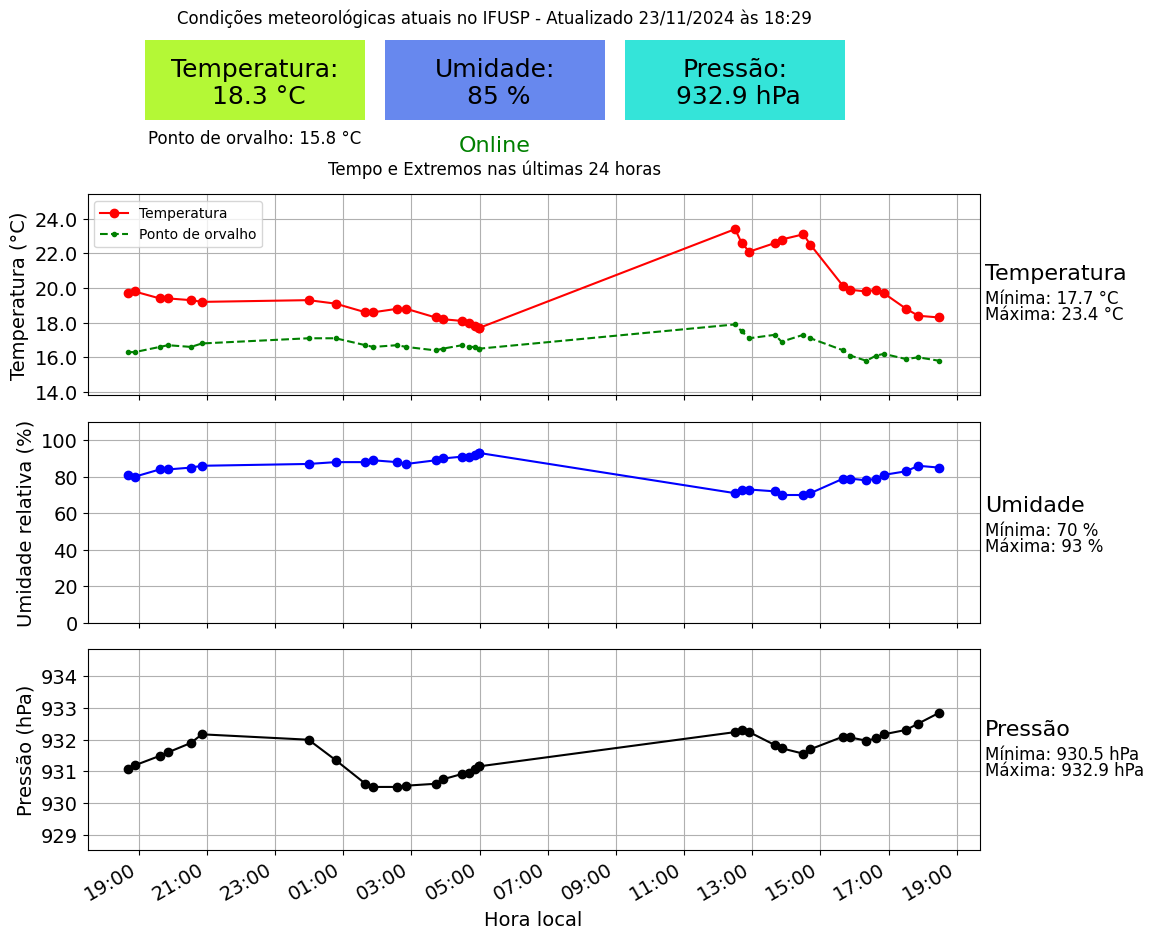 Condições meteorológicas atuais no IFUSP - Atualizado 23/11/2024 às 18:29
Temperatura:
18.3 °C
Umidade:
85 %
Pressão:
932.9 hPa
Ponto de orvalho: 15.8 °C
Online
Tempo e Extremos nas últimas 24 horas
Temperatura (°C)
24.0
22.0
20.0
18.0
16.0
14.0
Temperatura
Ponto de orvalho
Temperatura
Mínima: 17.7 °C
Máxima: 23.4 °C
Umidade relativa (%)
100
80
60
40
20
0
Umidade
Mínima: 70 %
Máxima: 93 %
Pressão (hPa)
934
933
932
931
930
929
Pressão
Mínima: 930.5 hPa
Máxima: 932.9 hPa
19:00 21:00 23:00 01:00 03:00 05:00 07:00 09:00 11:00 13:00 15:00 17:00 19:00
Hora local